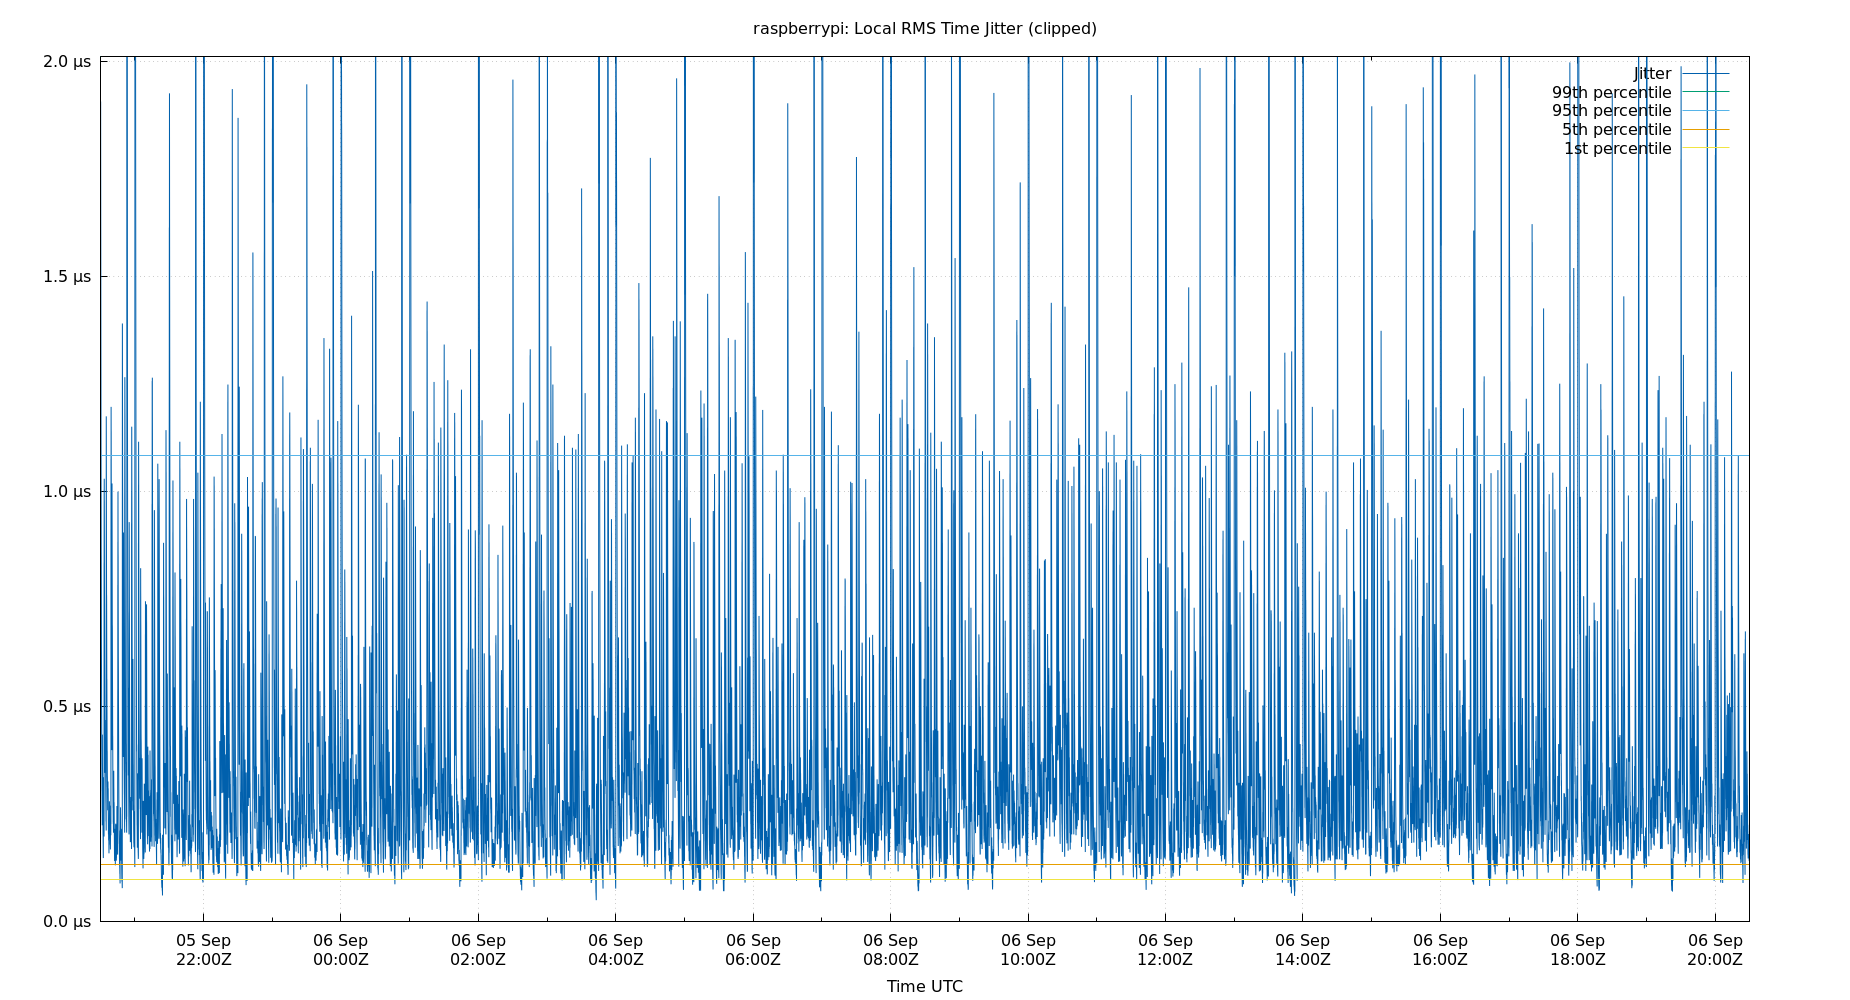 raspberrypi: Local RMS Time Jitter (clipped)
2.0 µs
1.5 µs
1.0 µs
0.5 µs
0.0 µs
Jitter
99th percentile
95th percentile
5th percentile
1st percentile
05 Sep 06 Sep 06 Sep 06 Sep 06 Sep 06 Sep 06 Sep 06 Sep 06 Sep 06 Sep 06 Sep 06 Sep
22:00Z 00:00Z 02:00Z 04:00Z 06:00Z 08:00Z 10:00Z 12:00Z 14:00Z 16:00Z 18:00Z 20:00Z
Time UTC